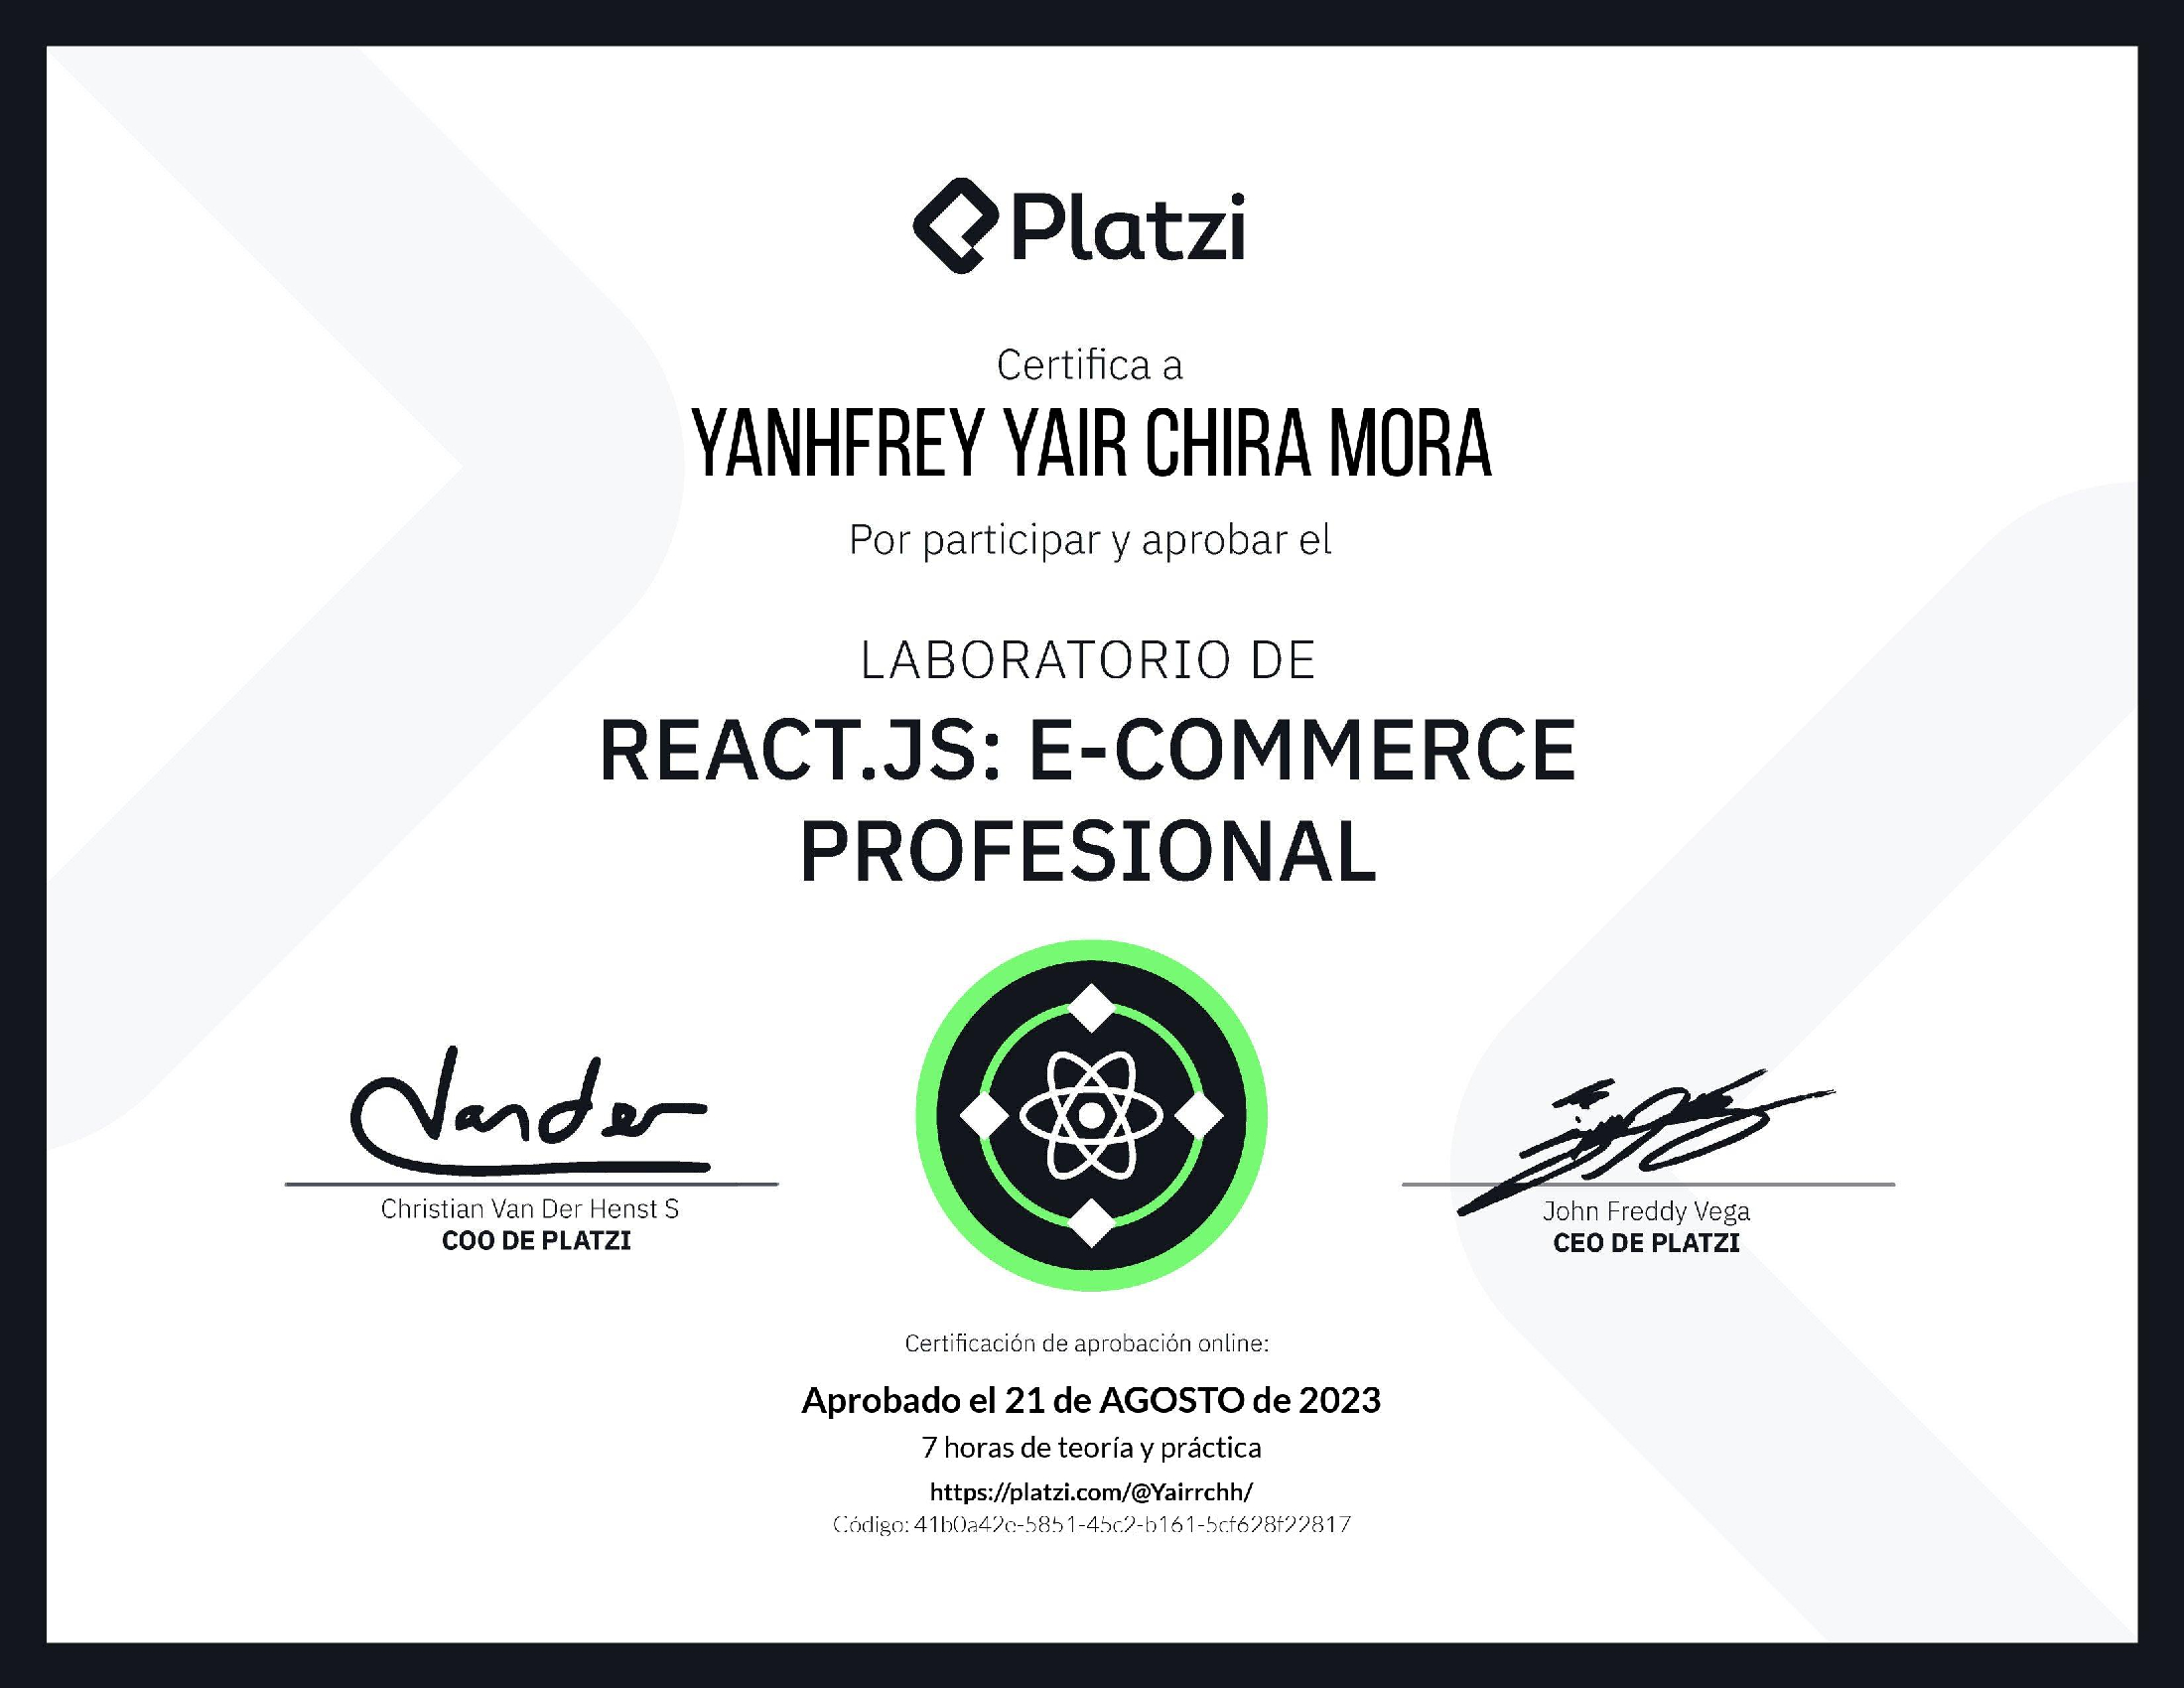 Platzi
Certifica a
YANHFREY YAIR CHIRA MORA
Por participar y aprobar el
LABORATORIO DE
REACT.JS: E-COMMERCE
PROFESIONAL
Vander
Christian Van Der Henst S
COO DE PLATZI
John Freddy Vega
CEO DE PLATZI
Certificación de aprobación online:
Aprobado el 21 de AGOSTO de 2023
7 horas de teoría y práctica
https://platzi.com/@Yairrchh/
Código: 41b0a42e-5851-45c2-b161-5cf628f22817